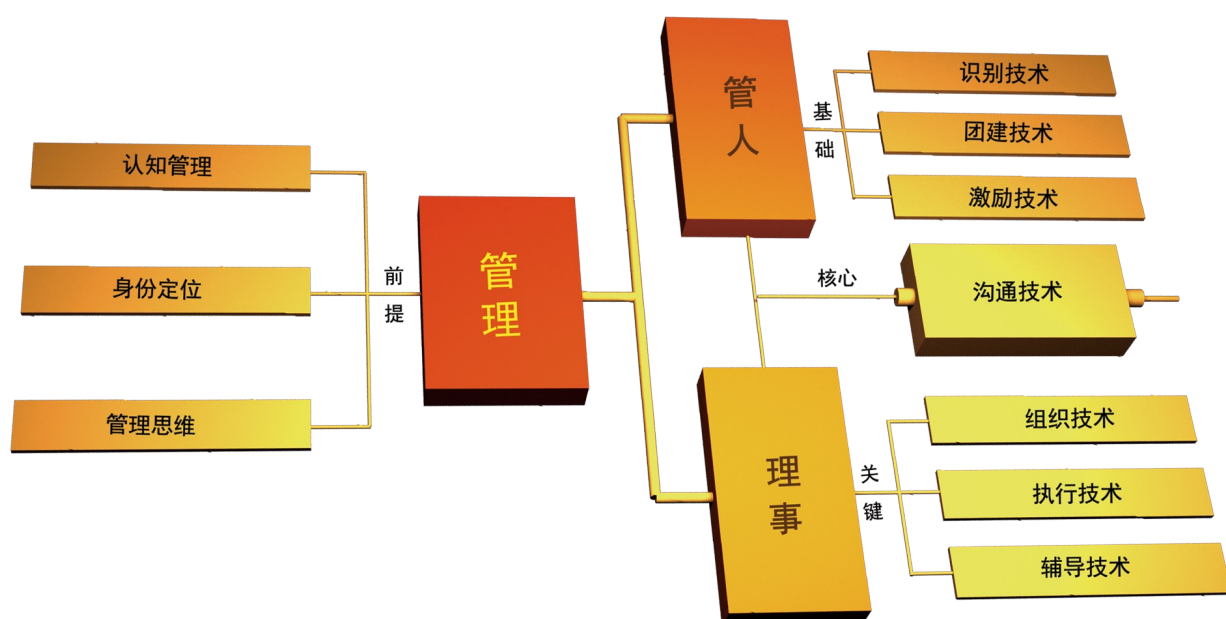 认知管理
身份定位
管理思维
前提
管理
管人
基础
识别技术
团建技术
激励技术
核心
沟通技术
理事
关键
组织技术
执行技术
辅导技术